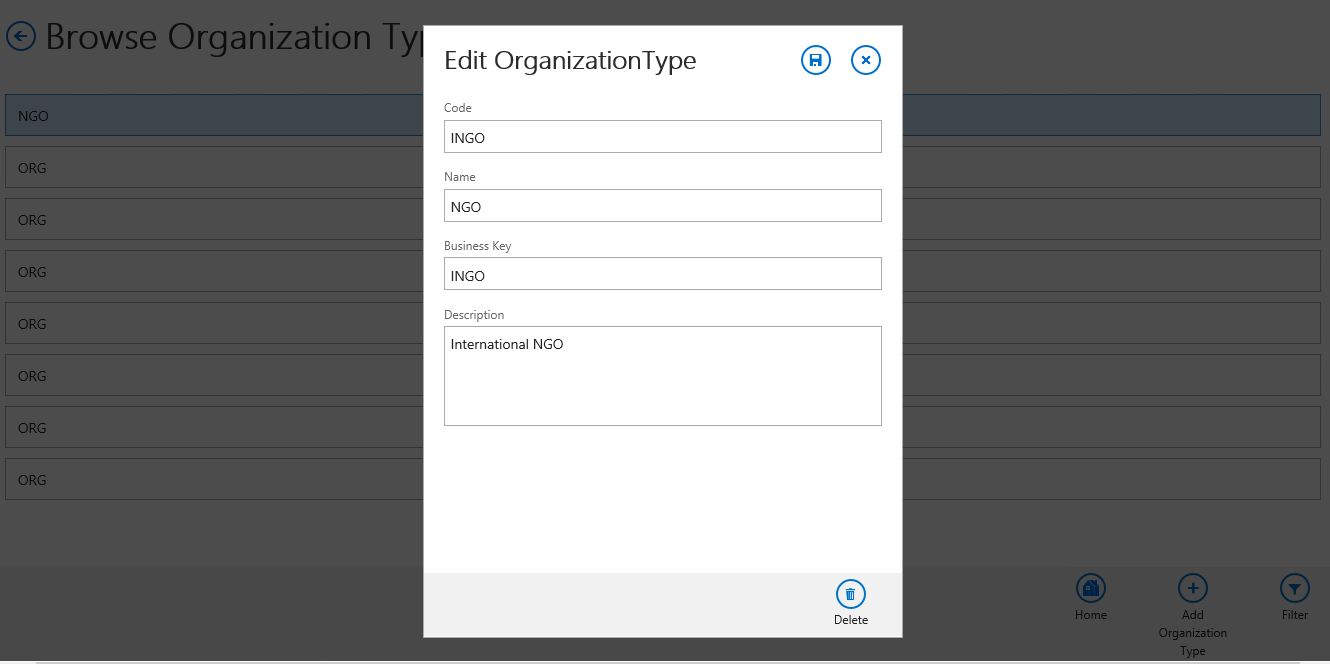 Browse Organization Typ
NGO
ORG
ORG
ORG
ORG
ORG
ORG
ORG
Edit OrganizationType
Code
INGO
Name
NGO
Business Key
INGO
Description
International NGO
Delete
Home
Add
Organization
Type
Filter